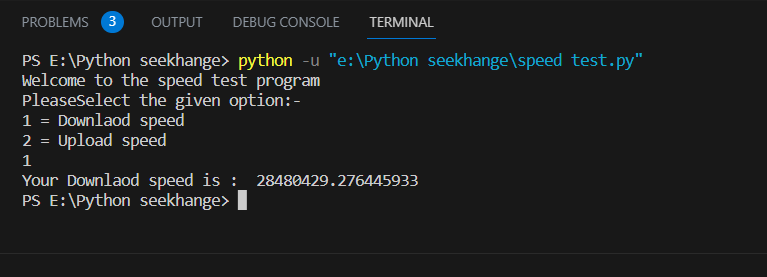 PROBLEMS 3 OUTPUT DEBUG CONSOLE TERMINAL
PS E:\Python seekhange> python -u "e:\Python seekhange\speed test.py"
Welcome to the speed test program
PleaseSelect the given option:-
1 = Downlaod speed
2 = Upload speed
1
Your Downlaod speed is :  28480429.276445933
PS E:\Python seekhange>